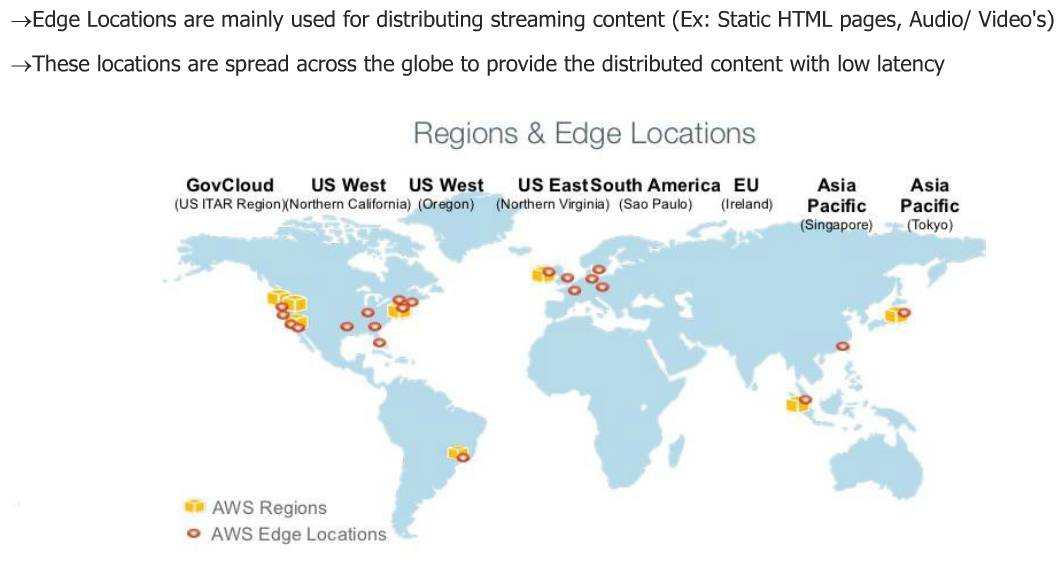 →Edge Locations are mainly used for distributing streaming content (Ex: Static HTML pages, Audio/ Video's)
→These locations are spread across the globe to provide the distributed content with low latency
Regions & Edge Locations
GovCloud
(US ITAR Region)
US West
(Northern California)
US West
(Oregon)
US East
(Northern Virginia)
South America
(Sao Paulo)
EU
(Ireland)
Asia
Pacific
(Singapore)
Asia
Pacific
(Tokyo)
AWS Regions
AWS Edge Locations